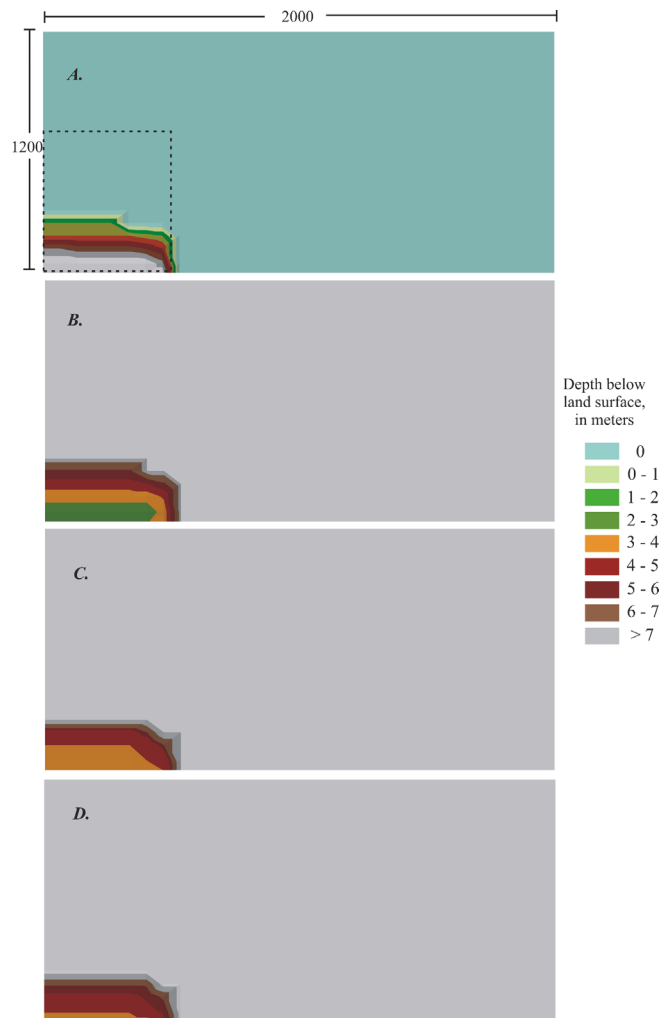 2000
A.
1200
B.
Depth below
land surface,
in meters
0
0 - 1
1 - 2
2 - 3
3 - 4
4 - 5
5 - 6
6 - 7
> 7
C.
D.